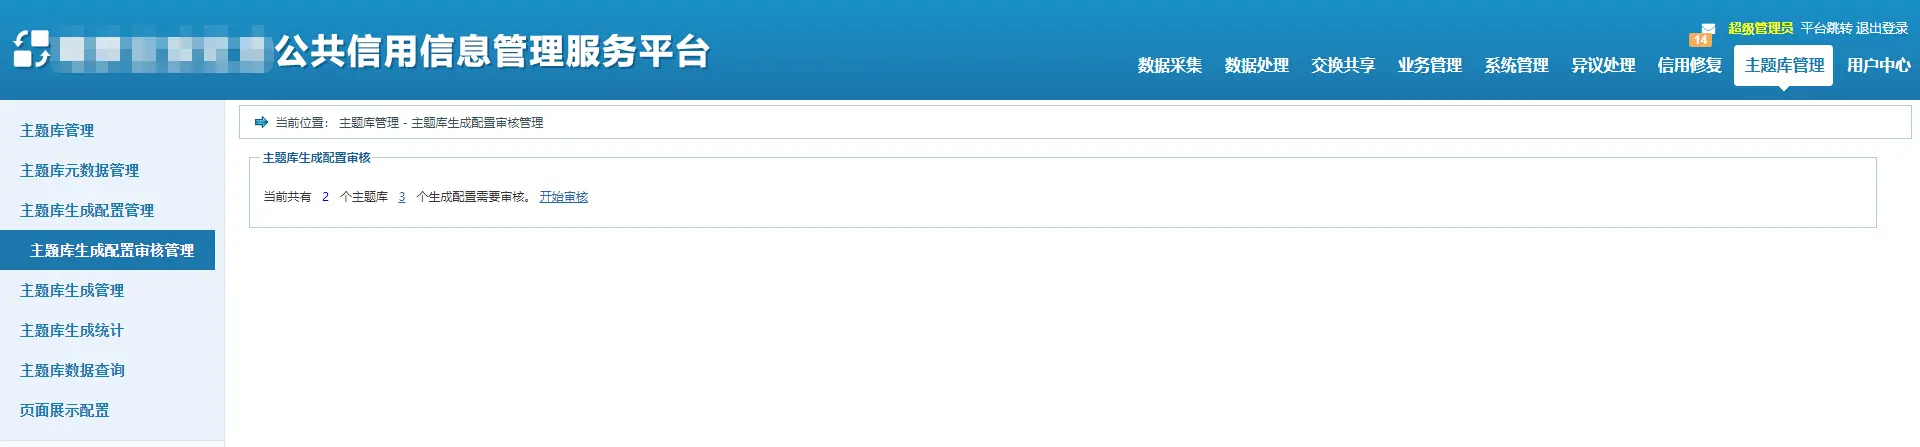 公共信用信息管理服务平台
14 超级管理员 平台跳转 退出登录
数据采集 数据处理 交换共享 业务管理 系统管理 异议处理 信用修复 主题库管理 用户中心
主题库管理
主题库元数据管理
主题库生成配置管理
主题库生成配置审核管理
主题库生成管理
主题库生成统计
主题库数据查询
页面展示配置
当前位置: 主题库管理 - 主题库生成配置审核管理
主题库生成配置审核
当前共有 2 个主题库 3 个生成配置需要审核。 开始审核